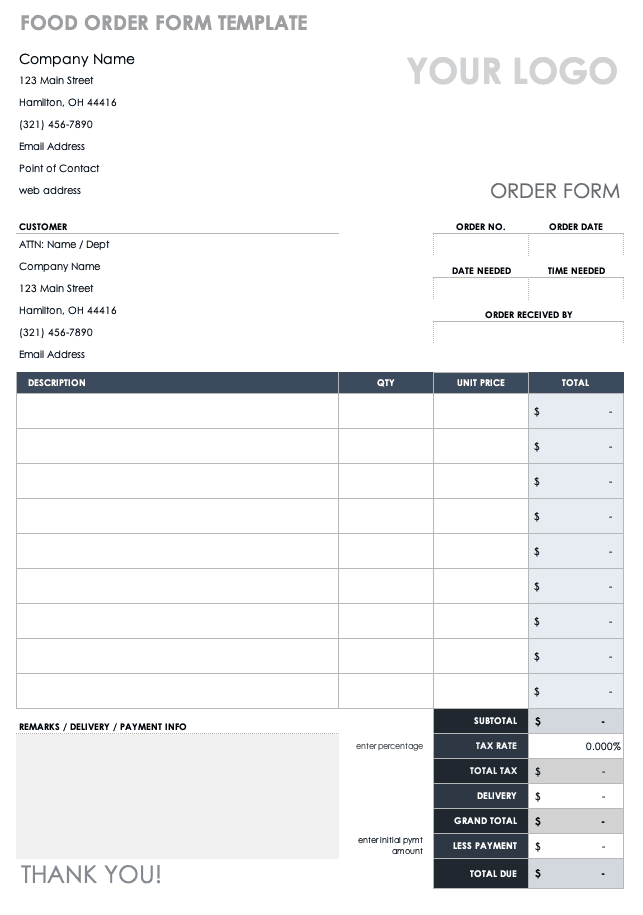 FOOD ORDER FORM TEMPLATE
Company Name
YOUR LOGO
123 Main Street
Hamilton, OH 44416
(321) 456-7890
Email Address
Point of Contact
web address
ORDER FORM
CUSTOMER
ORDER NO. ORDER DATE
ATTN: Name / Dept
Company Name
DATE NEEDED TIME NEEDED
123 Main Street
Hamilton, OH 44416
ORDER RECEIVED BY
(321) 456-7890
Email Address
DESCRIPTION QTY UNIT PRICE TOTAL
$ -
$ -
$ -
$ -
$ -
$ -
$ -
$ -
$ -
SUBTOTAL $ -
REMARKS / DELIVERY / PAYMENT INFO
enter percentage TAX RATE 0.000%
TOTAL TAX $ -
DELIVERY $ -
GRAND TOTAL $ -
enter initial pymt
amount
LESS PAYMENT $ -
THANK YOU!
TOTAL DUE $ -